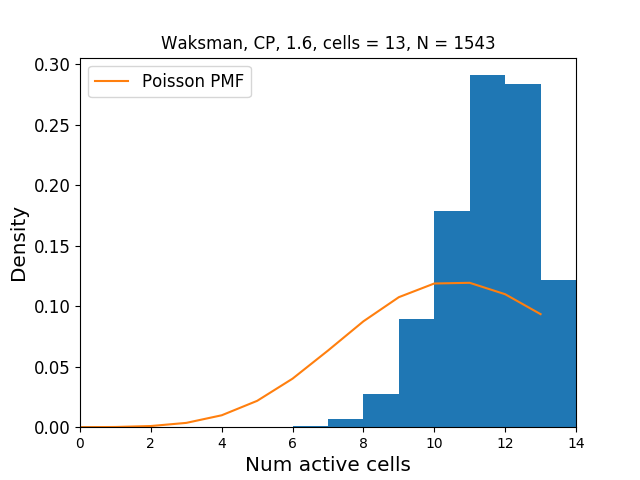 Waksman, CP, 1.6, cells = 13, N = 1543
Poisson PMF
0.30
0.25
0.20
0.15
0.10
0.05
0.00
Density
0 2 4 6 8 10 12 14
Num active cells